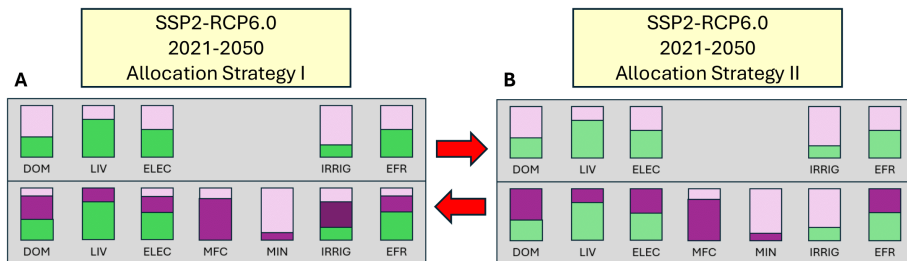 SSP2-RCP6.0
2021-2050
Allocation Strategy I
SSP2-RCP6.0
2021-2050
Allocation Strategy II
A
DOM LIV ELEC IRRIG EFR
DOM LIV ELEC MFC MIN IRRIG EFR
B
DOM LIV ELEC IRRIG EFR
DOM LIV ELEC MFC MIN IRRIG EFR